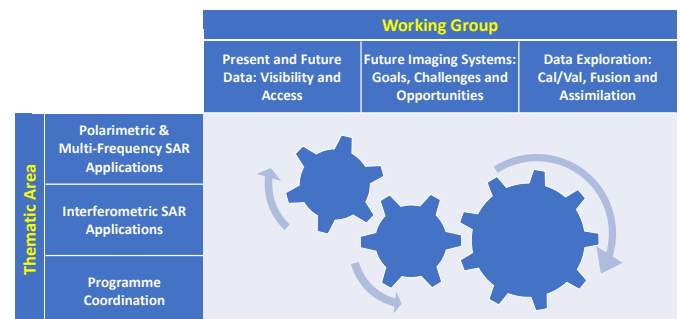 Working Group
Present and Future
Data: Visibility and
Access
Future Imaging Systems:
Goals, Challenges and
Opportunities
Data Exploration:
Cal/Val, Fusion and
Assimilation
Thematic Area
Polarimetric &
Multi-Frequency SAR
Applications
Interferometric SAR
Applications
Programme
Coordination